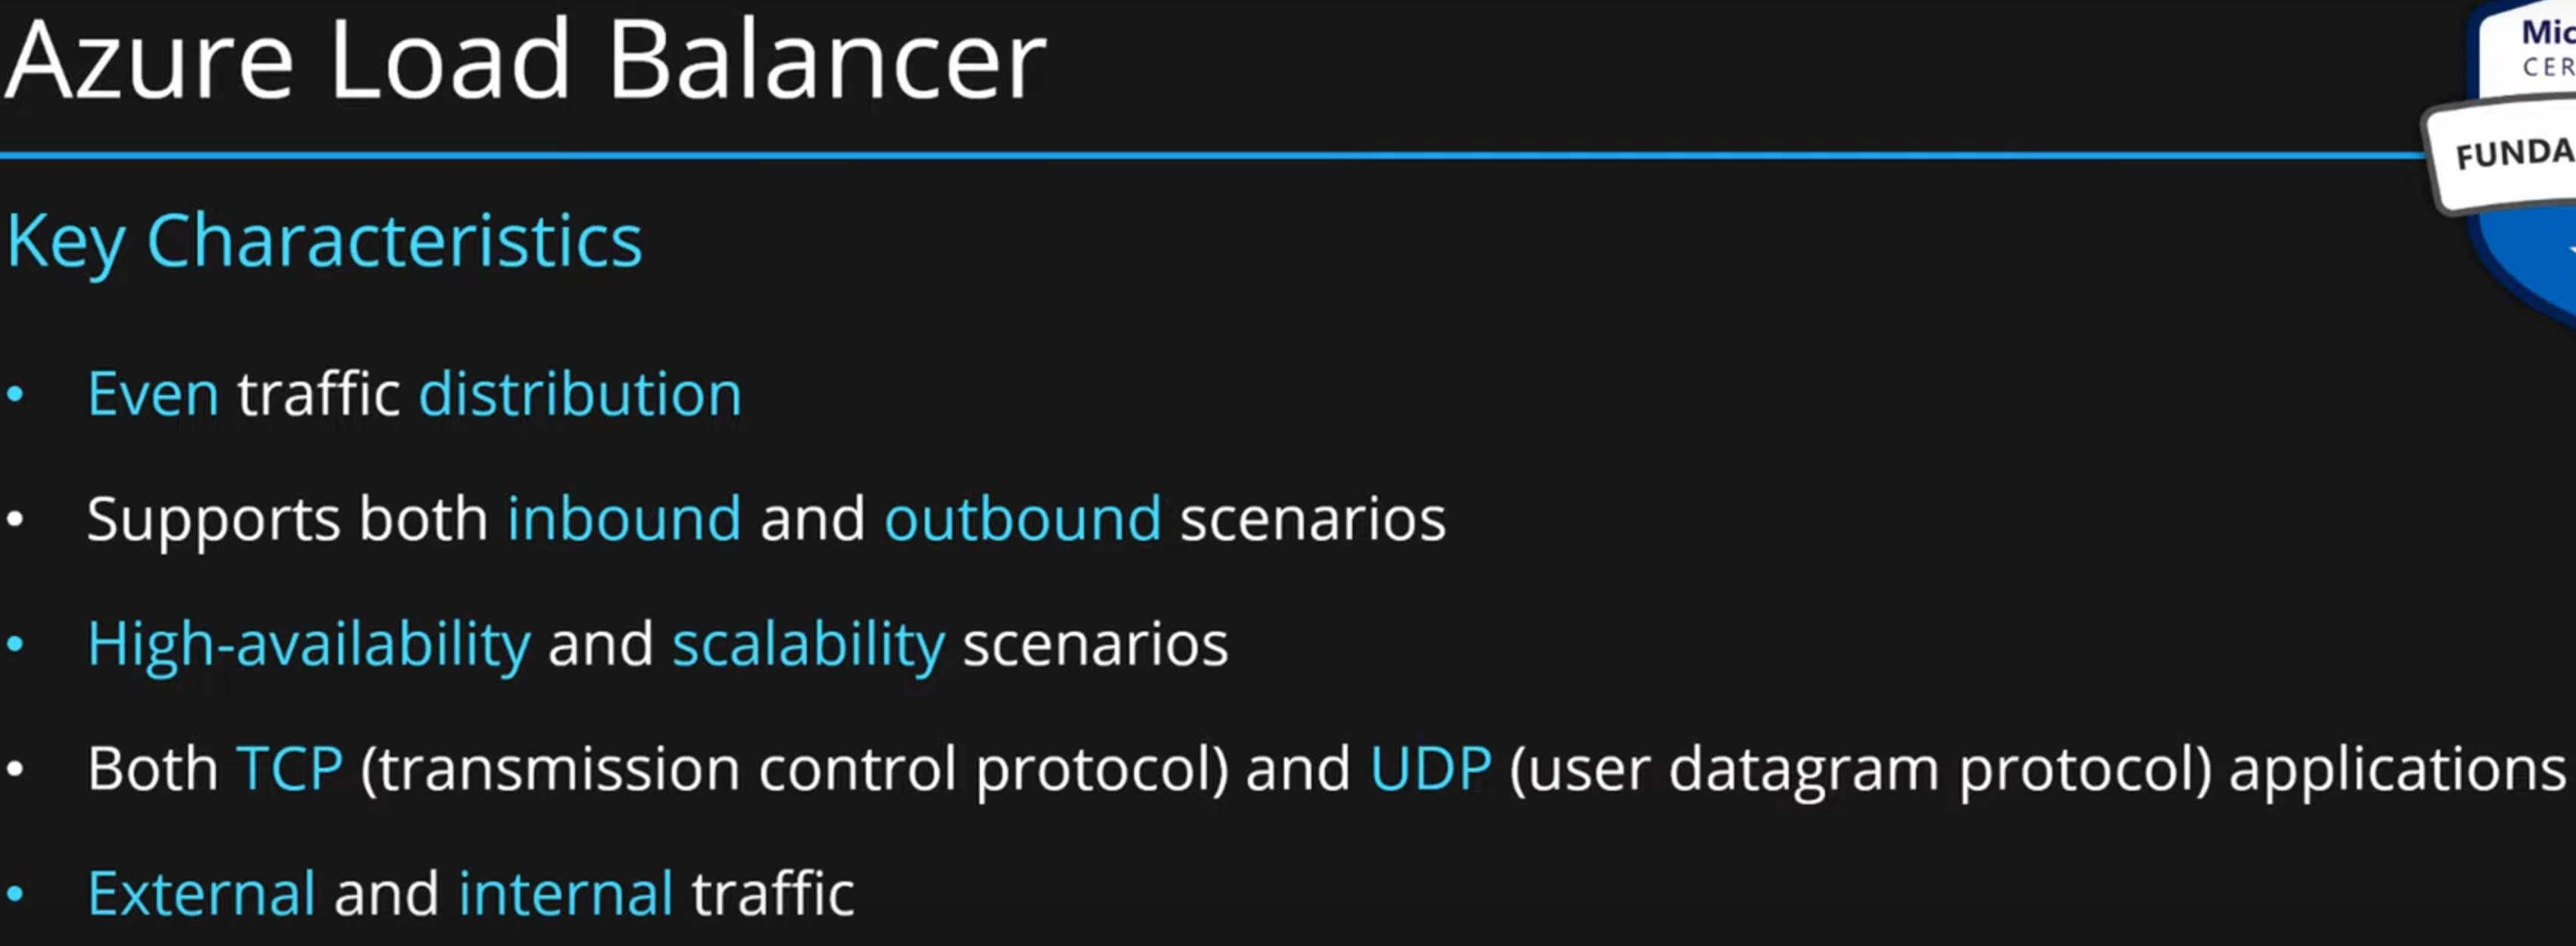 Azure Load Balancer
Mic
CER
FUNDA
Key Characteristics
• Even traffic distribution
• Supports both inbound and outbound scenarios
• High-availability and scalability scenarios
• Both TCP (transmission control protocol) and UDP (user datagram protocol) applications
• External and internal traffic